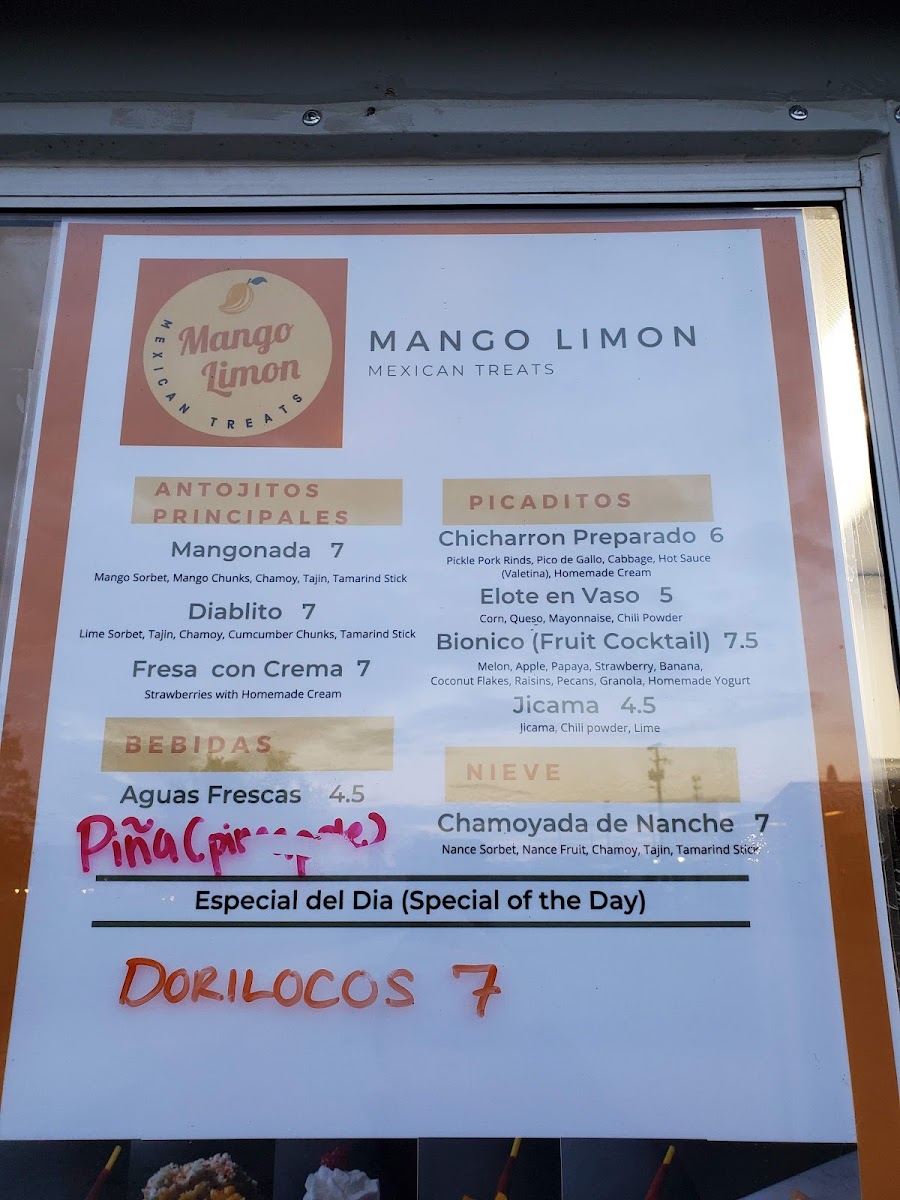 Mango
Limon
MEXICAN TREATS
MANGO LIMON
MEXICAN TREATS
ANTOJITOS
PRINCIPALES
Mangonada 7
Mango Sorbet, Mango Chunks, Chamoy, Tajin, Tamarind Stick
Diablito 7
Lime Sorbet, Tajin, Chamoy, Cumcumber Chunks, Tamarind Stick
Fresa con Crema 7
Strawberries with Homemade Cream
BEBIDAS
Aguas Frescas 4.5
Piña
PICADITOS
Chicharron Preparado 6
Pickle Pork Rinds, Pico de Gallo, Cabbage, Hot Sauce
(Valetina), Homemade Cream
Elote en Vaso 5
Corn, Queso, Mayonnaise, Chili Powder
Bionico (Fruit Cocktail) 7.5
Melon, Apple, Papaya, Strawberry, Banana,
Coconut Flakes, Raisins, Pecans, Granola, Homemade Yogurt
Jicama 4.5
Jicama, Chili powder, Lime
NIEVE
Chamoyada de Nanche 7
Nance Sorbet, Nance Fruit, Chamoy, Tajin, Tamarind Stick
Especial del Dia (Special of the Day)
DORILOCOS 7